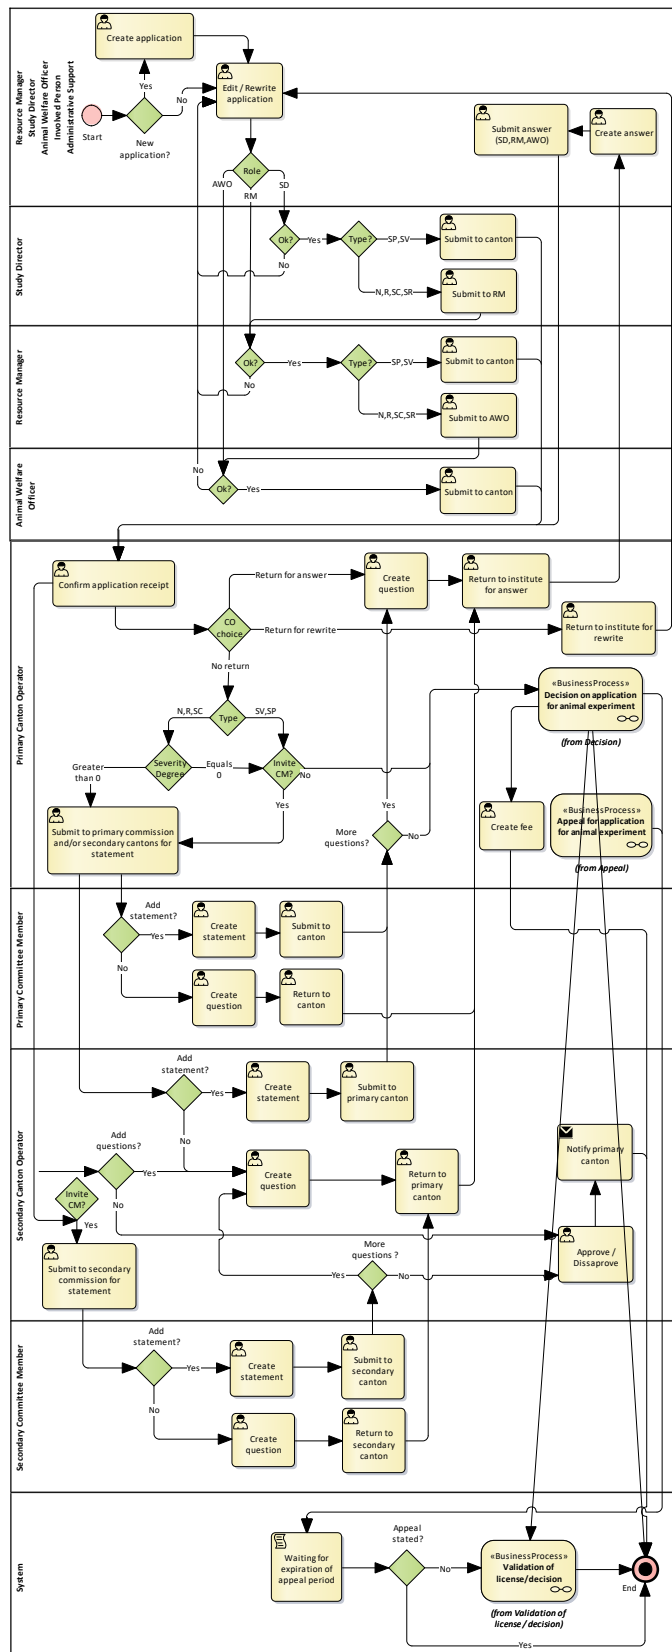 Resource Manager
Study Director
Animal Welfare Officer
Involved Person
Administrative Support
Create application
Yes
No
Start
New
application?
Edit / Rewrite
application
Submit answer
(SD,RM,AWO)
Create answer
Role
AWO
SD
RM
Study Director
Ok?
Yes
Type?
SP,SV
Submit to canton
No
N,R,SC,SR
Submit to RM
Resource Manager
Ok?
Yes
Type?
SP,SV
Submit to canton
No
N,R,SC,SR
Submit to AWO
Animal Welfare
Officer
No
Ok?
Yes
Submit to canton
Primary Canton Operator
Confirm application receipt
Return for answer
Create
question
Return to institute
for answer
CO
choice
Return for rewrite
Return to institute for
rewrite
No return
«BusinessProcess»
Decision on application
for animal experiment
(from Decision)
N,R,SC
Type
SV,SP
Greater
than 0
Severity
Degree
Equals
0
Invite
CM?
No
Yes
Yes
Submit to primary commission
and/or secondary cantons for
statement
More
questions?
No
Create fee
«BusinessProcess»
Appeal for application
for animal experiment
(from Appeal)
Primary Committee Member
Add
statement?
Yes
Create
statement
Submit to
canton
No
Create
question
Return to
canton
Secondary Canton Operator
Add
statement?
Yes
Create
statement
Submit to
primary canton
No
Add
questions?
Yes
Create
question
Return to
primary
canton
Notify primary
canton
Invite
CM?
Yes
No
Submit to secondary
commission for
statement
More
questions ?
Yes
No
Approve /
Dissaprove
Secondary Committee Member
Add
statement?
Yes
Create
statement
Submit to
secondary
canton
No
Create
question
Return to
secondary
canton
System
Waiting for
expiration of
appeal period
Appeal
stated?
No
«BusinessProcess»
Validation of
license/decision
(from Validation of
license / decision)
End
Yes